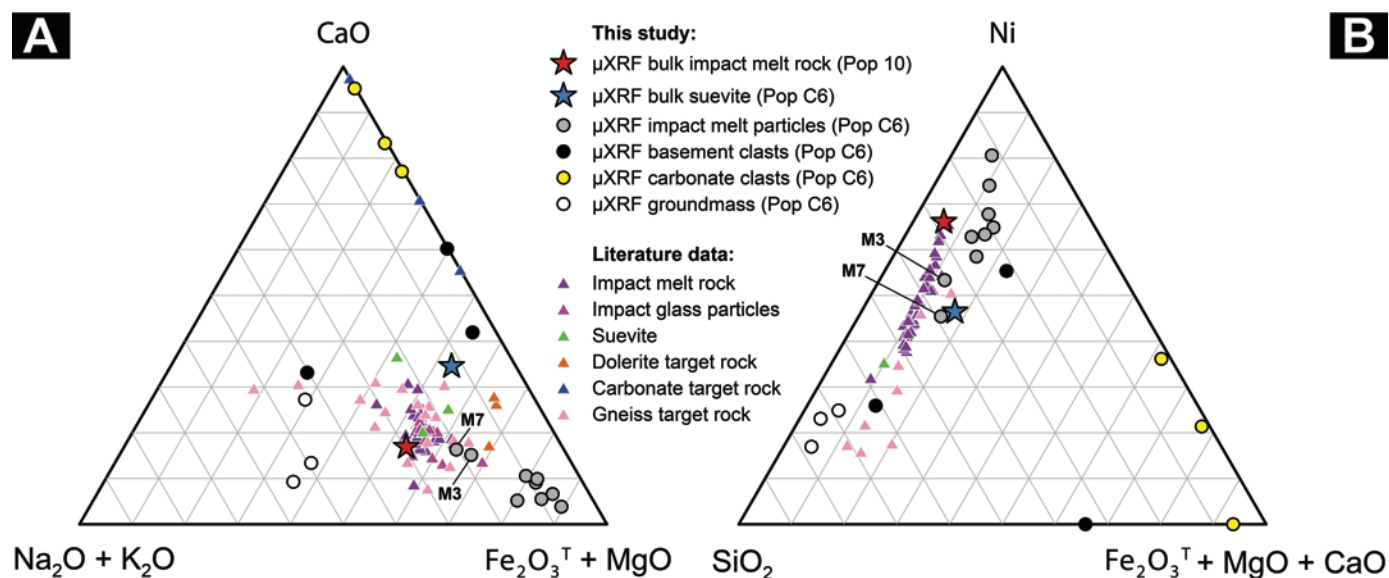 A
B
CaO
Ni
This study:
μXRF bulk impact melt rock (Pop 10)
μXRF bulk suevite (Pop C6)
μXRF impact melt particles (Pop C6)
μXRF basement clasts (Pop C6)
μXRF carbonate clasts (Pop C6)
μXRF groundmass (Pop C6)
Literature data:
Impact melt rock
Impact glass particles
Suevite
Dolerite target rock
Carbonate target rock
Gneiss target rock
M7
M3
M3
M7
Na₂O + K₂O
Fe₂O₃ᵀ + MgO
SiO₂
Fe₂O₃ᵀ + MgO + CaO